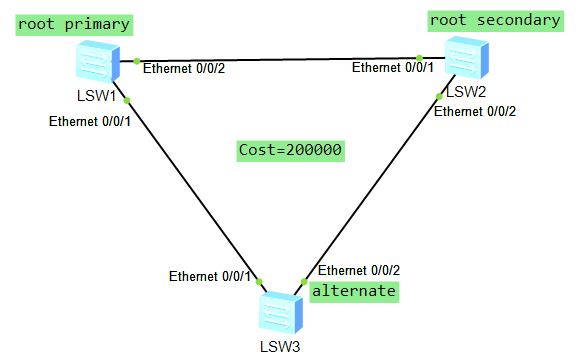 root primary
root secondary
Ethernet 0/0/2
Ethernet 0/0/1
LSW1
LSW2
Ethernet 0/0/1
Ethernet 0/0/2
Cost=200000
Ethernet 0/0/1
Ethernet 0/0/2
alternate
LSW3